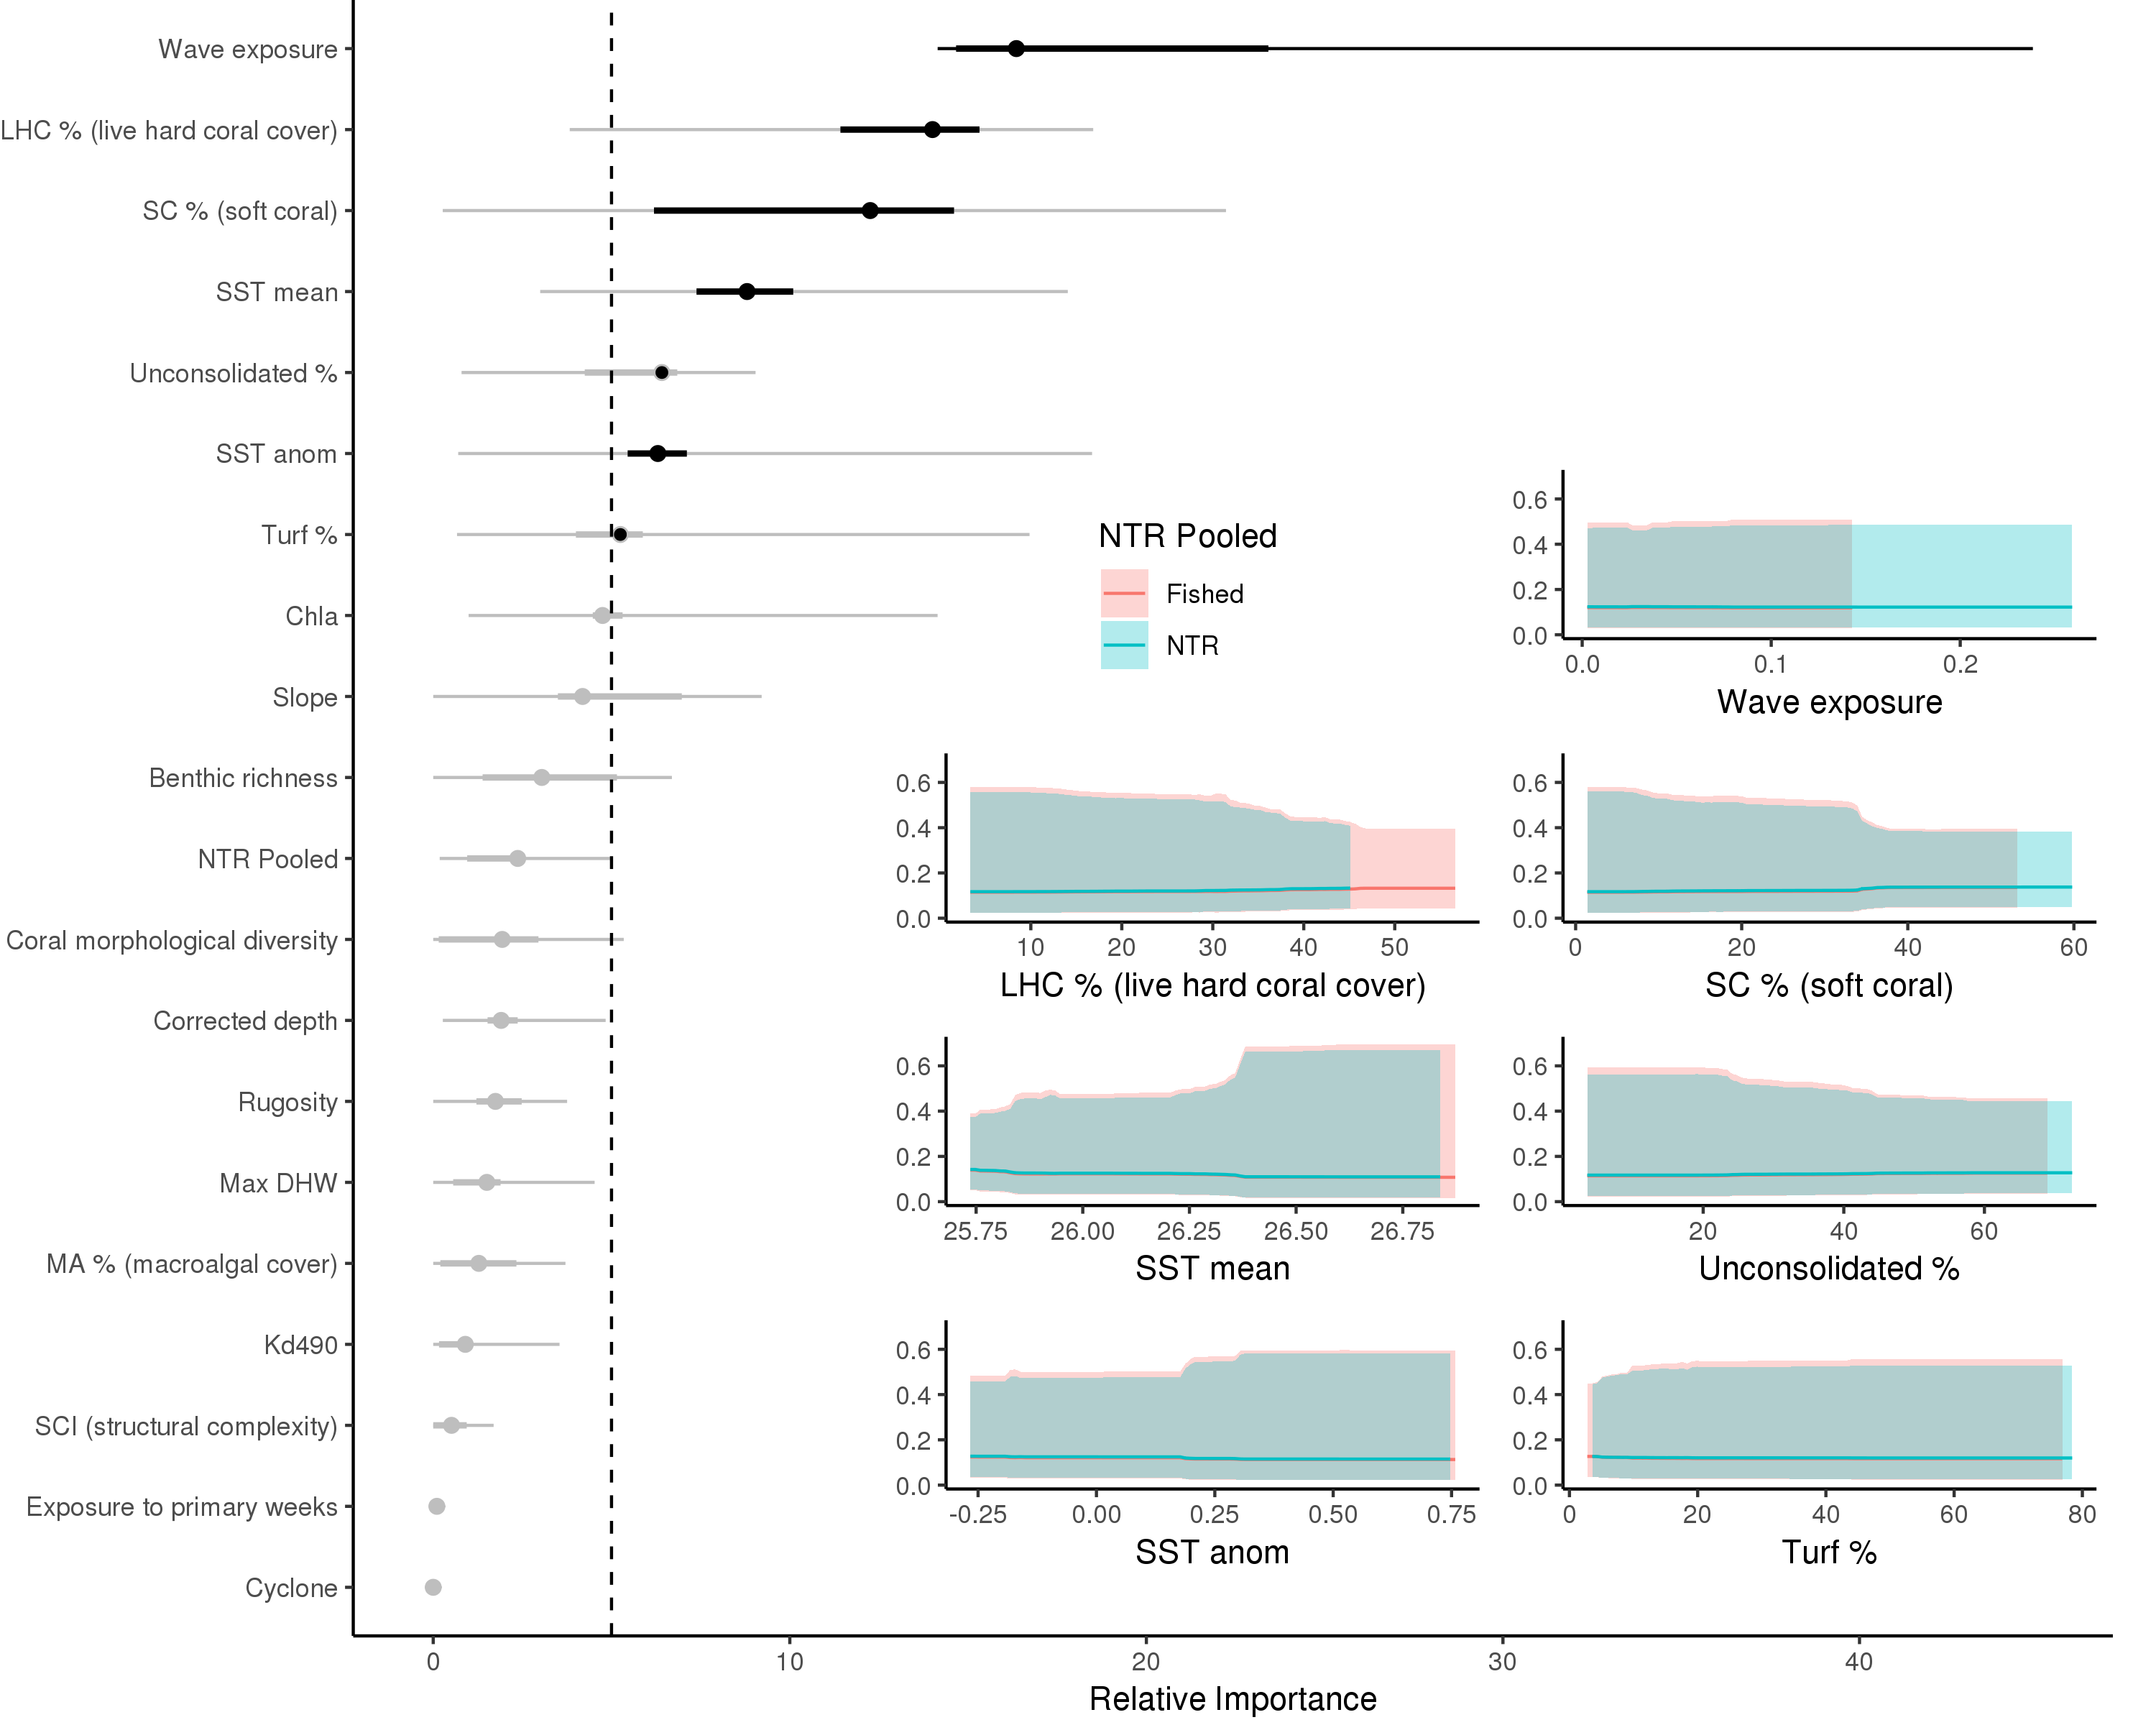 Wave exposure
LHC % (live hard coral cover)
SC % (soft coral)
SST mean
Unconsolidated %
SST anom
Turf %
Chla
Slope
Benthic richness
NTR Pooled
Coral morphological diversity
Corrected depth
Rugosity
Max DHW
MA % (macroalgal cover)
Kd490
SCI (structural complexity)
Exposure to primary weeks
Cyclone
0 10 20 30 40
Relative Importance
NTR Pooled
Fished
NTR
0.6
0.4
0.2
0.0
0.0 0.1 0.2
Wave exposure
0.6
0.4
0.2
0.0
10 20 30 40 50
LHC % (live hard coral cover)
0.6
0.4
0.2
0.0
0 20 40 60
SC % (soft coral)
0.6
0.4
0.2
0.0
25.75 26.00 26.25 26.50 26.75
SST mean
0.6
0.4
0.2
0.0
20 40 60
Unconsolidated %
0.6
0.4
0.2
0.0
-0.25 0.00 0.25 0.50 0.75
SST anom
0.6
0.4
0.2
0.0
0 20 40 60 80
Turf %